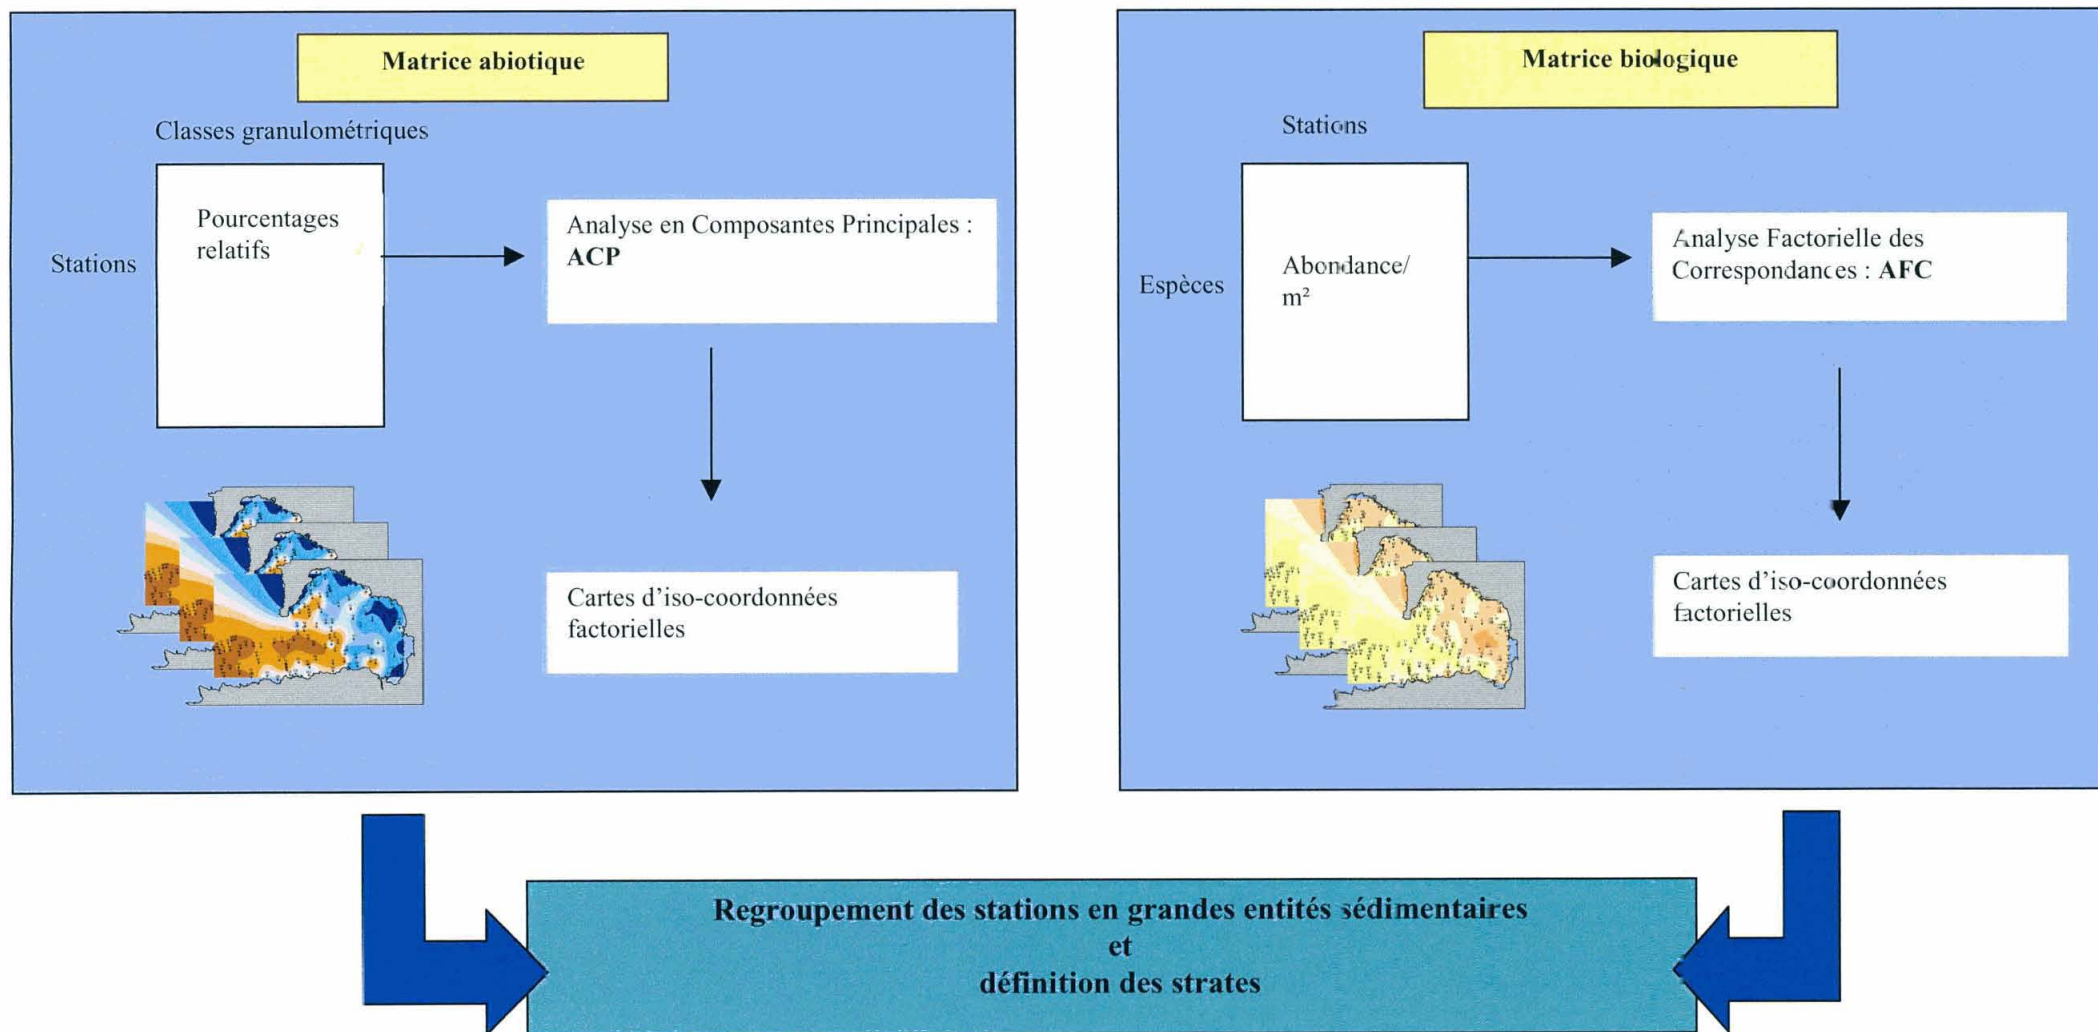 Matrice abiotique
Classes granulométriques
Stations
Pourcentages
relatifs
Analyse en Composantes Principales :
ACP
Cartes d'iso-coordonnées
factorielles
Matrice biologique
Stations
Espèces
Abondance/
m²
Analyse Factorielle des
Correspondances : AFC
Cartes d'iso-coordonnées
factorielles
Regroupement des stations en grandes entités sédimentaires
et
définition des strates